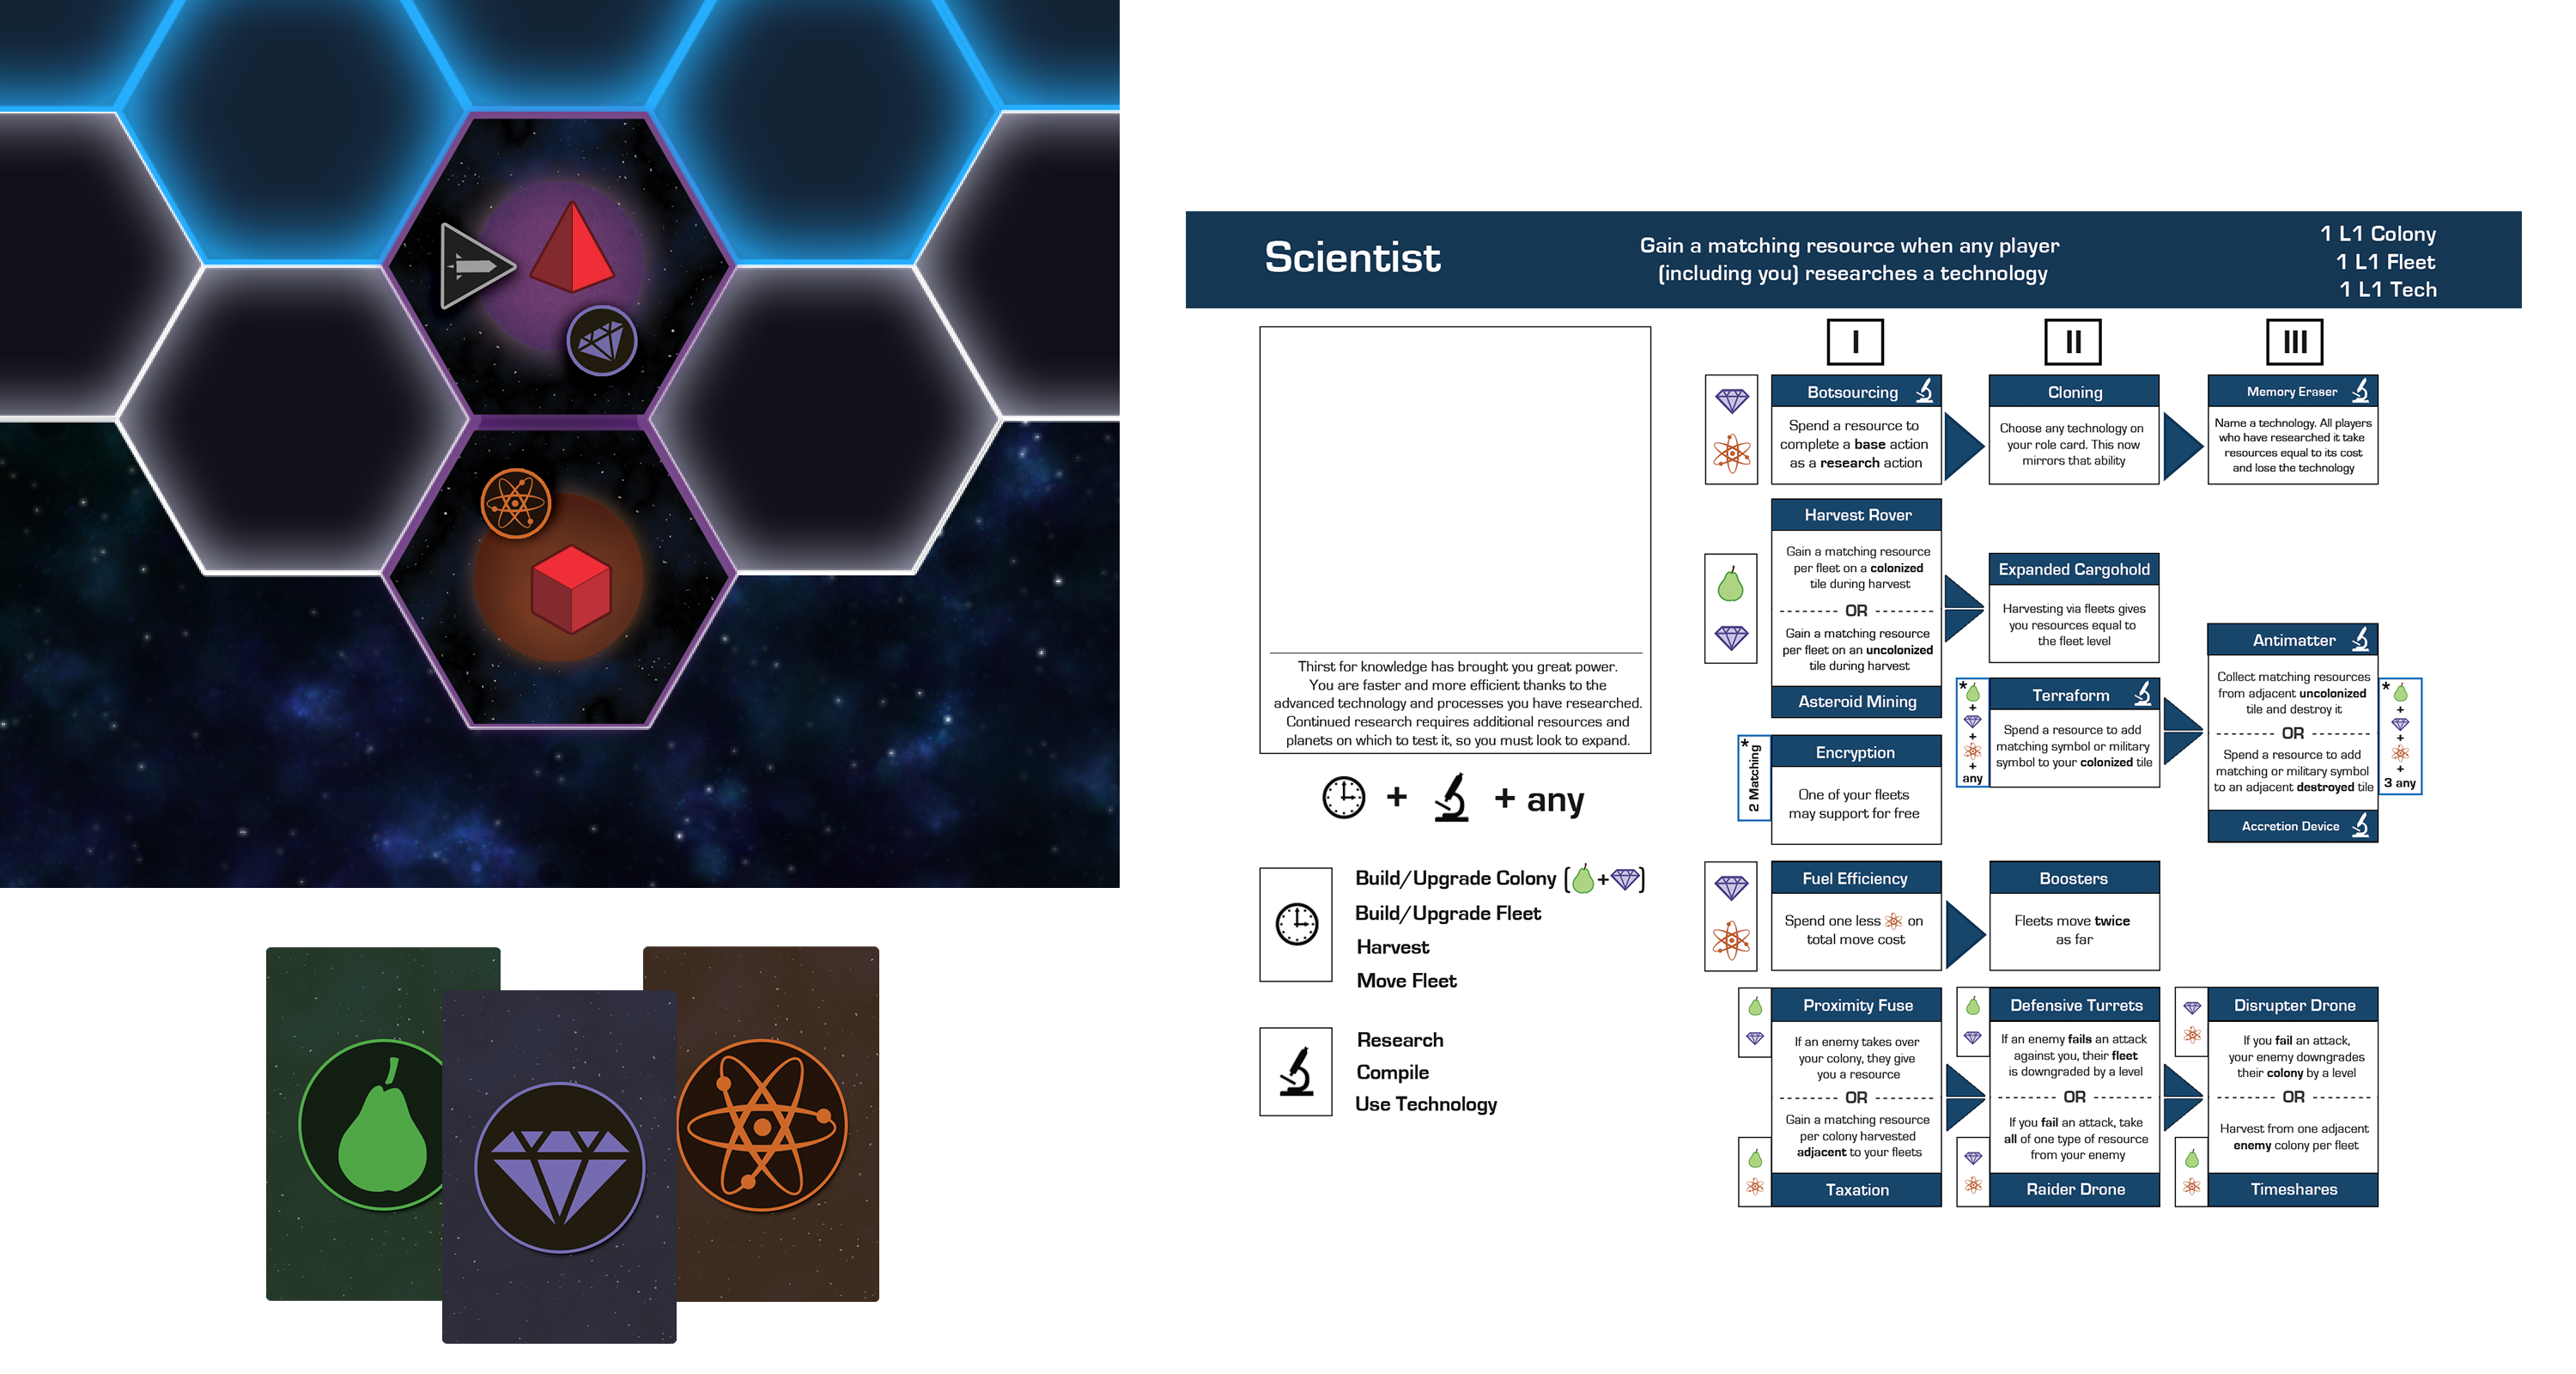 Scientist
Gain a matching resource when any player
(including you) researches a technology
1 L1 Colony
1 L1 Fleet
1 L1 Tech
Thirst for knowledge has brought you great power.
You are faster and more efficient thanks to the
advanced technology and processes you have researched.
Continued research requires additional resources and
planets on which to test it, so you must look to expand.
+ + any
Build/Upgrade Colony ( + )
Build/Upgrade Fleet
Harvest
Move Fleet
Research
Compile
Use Technology
I
II
III
Botsourcing
Spend a resource to
complete a base action
as a research action
Cloning
Choose any technology on
your role card. This now
mirrors that ability
Memory Eraser
Name a technology. All players
who have researched it take
resources equal to its cost
and lose the technology
Harvest Rover
Gain a matching resource
per fleet on a colonized
tile during harvest
OR
Gain a matching resource
per fleet on an uncolonized
tile during harvest
Asteroid Mining
Expanded Cargohold
Harvesting via fleets gives
you resources equal to
the fleet level
*
+
+
+
any
Terraform
Spend a resource to add
matching symbol or military
symbol to your colonized tile
Antimatter
Collect matching resources
from adjacent uncolonized
tile and destroy it
OR
Spend a resource to add
matching or military symbol
to an adjacent destroyed tile
Accretion Device
*
+
+
+
3 any
*
2 Matching
Encryption
One of your fleets
may support for free
Fuel Efficiency
Spend one less on
total move cost
Boosters
Fleets move twice
as far
Proximity Fuse
If an enemy takes over
your colony, they give
you a resource
OR
Gain a matching resource
per colony harvested
adjacent to your fleets
Taxation
Defensive Turrets
If an enemy fails an attack
against you, their fleet
is downgraded by a level
OR
If you fail an attack, take
all of one type of resource
from your enemy
Raider Drone
Disrupter Drone
If you fail an attack,
your enemy downgrades
their colony by a level
OR
Harvest from one adjacent
enemy colony per fleet
Timeshares